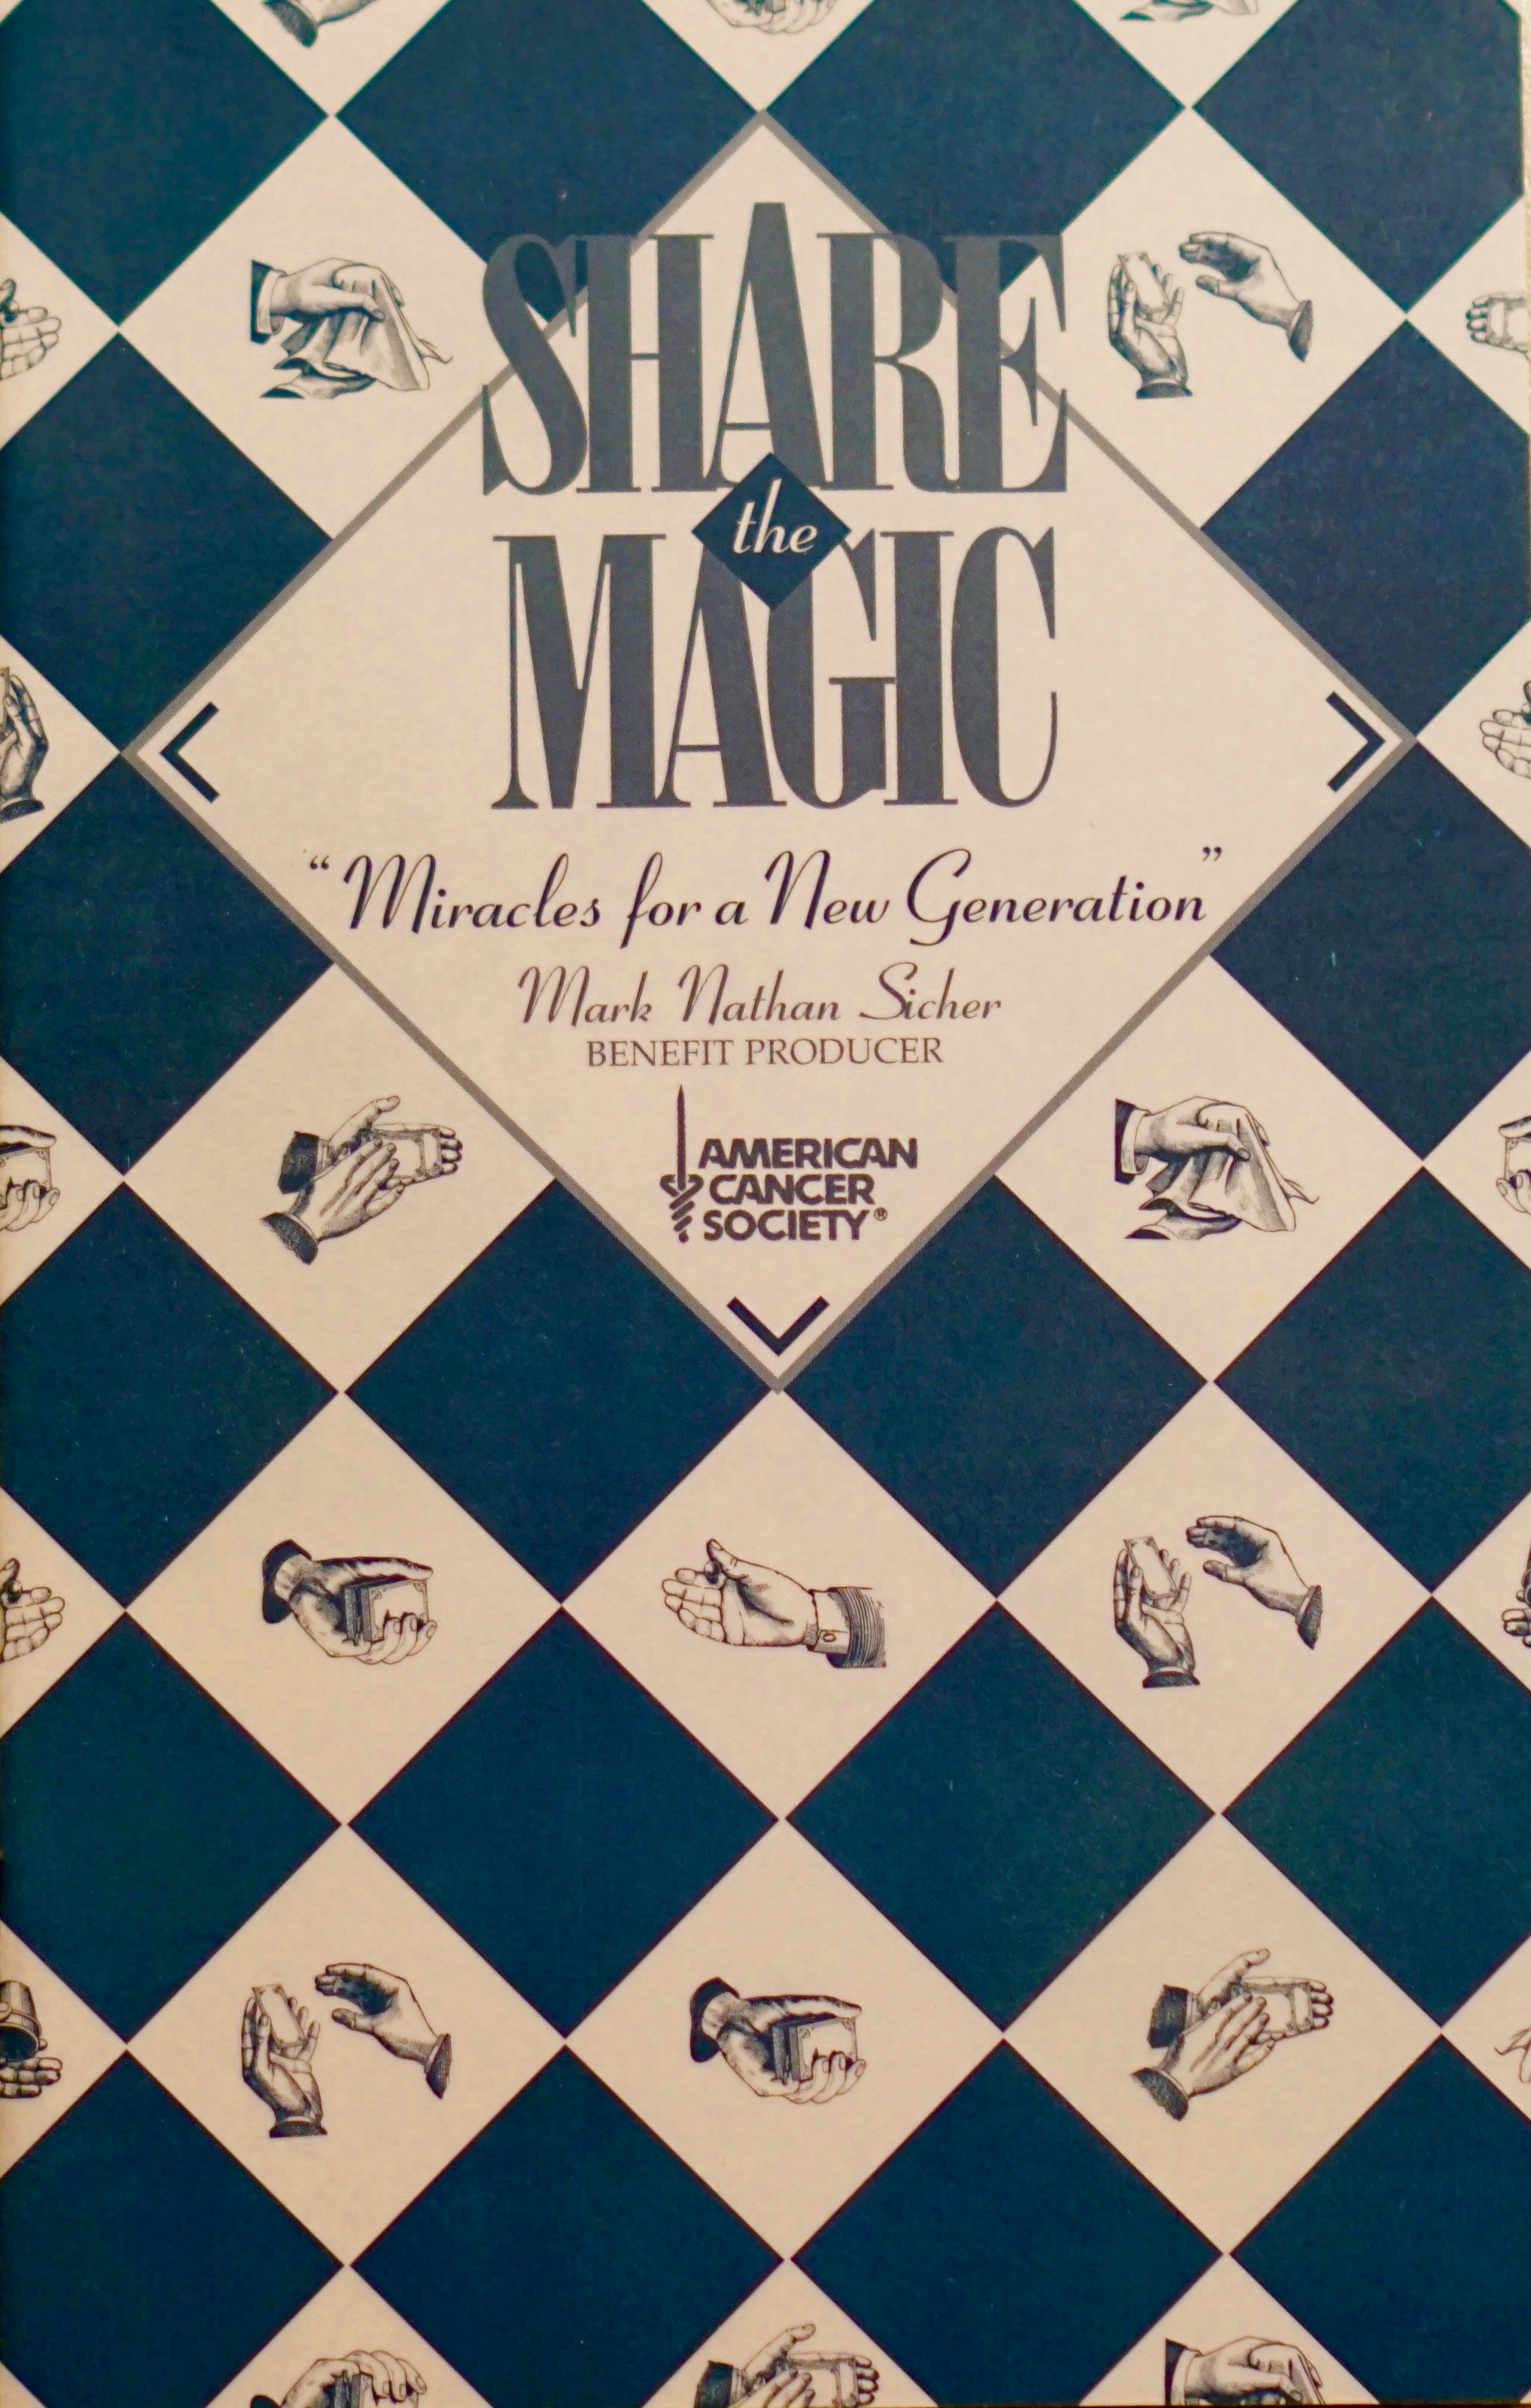 SHARE
the
MAGIC
“Miracles for a New Generation”
Mark Nathan Sicher
BENEFIT PRODUCER
AMERICAN
CANCER
SOCIETY®